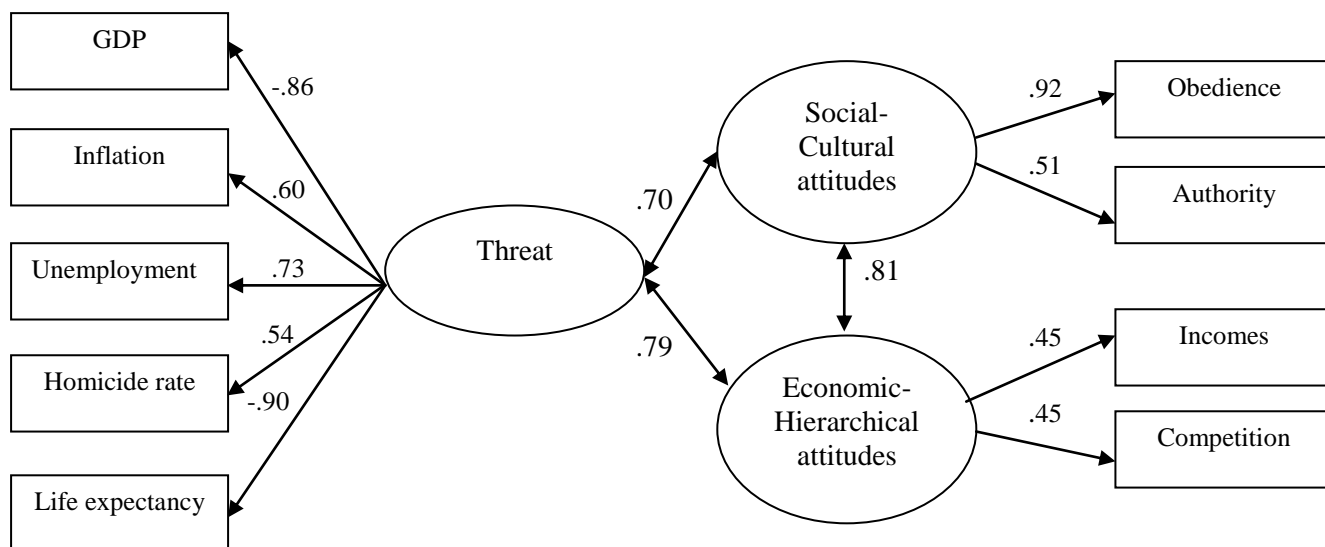 GDP
-.86
Inflation
.60
Unemployment
.73
Homicide rate
.54
Life expectancy
-.90
Threat
.70
.79
Social-
Cultural
attitudes
.81
Economic-
Hierarchical
attitudes
.92
Obedience
.51
Authority
.45
Incomes
.45
Competition